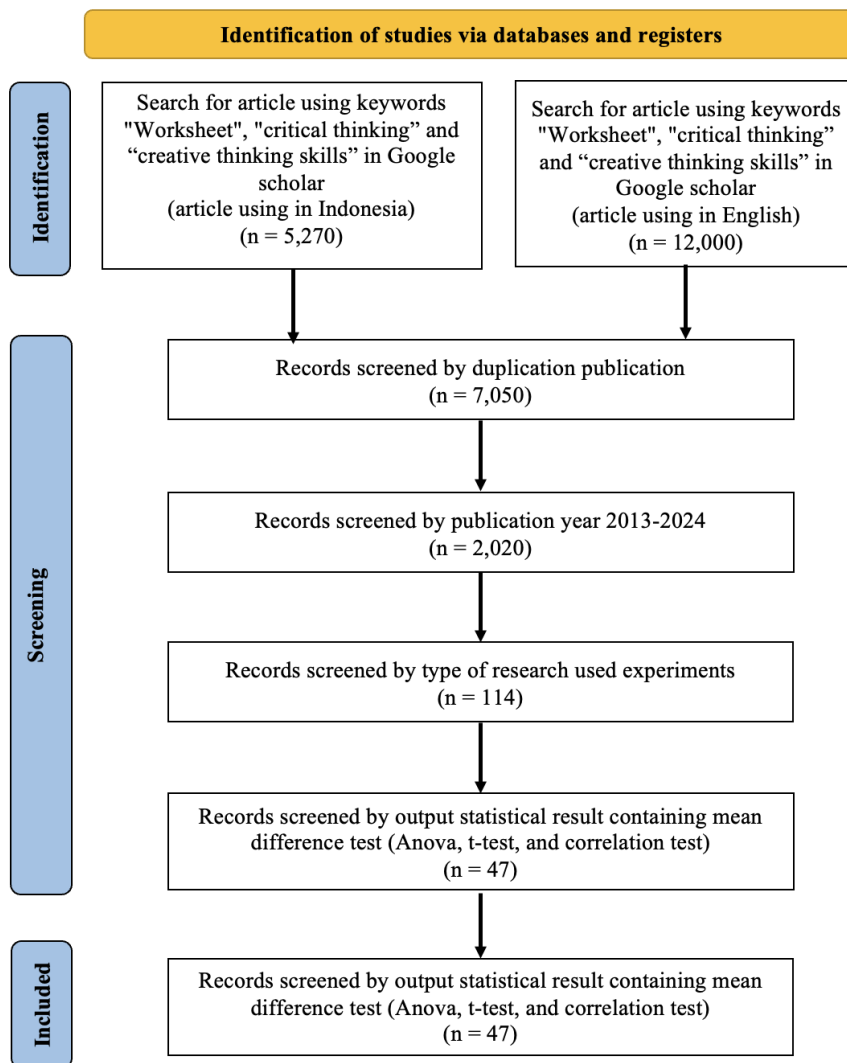 Identification of studies via databases and registers
Identification
Search for article using keywords
"Worksheet", "critical thinking” and
“creative thinking skills” in Google
scholar
(article using in Indonesia)
(n = 5,270)
Search for article using keywords
"Worksheet", "critical thinking”
and “creative thinking skills” in
Google scholar
(article using in English)
(n = 12,000)
Screening
Records screened by duplication publication
(n = 7,050)
Records screened by publication year 2013-2024
(n = 2,020)
Records screened by type of research used experiments
(n = 114)
Records screened by output statistical result containing mean
difference test (Anova, t-test, and correlation test)
(n = 47)
Included
Records screened by output statistical result containing mean
difference test (Anova, t-test, and correlation test)
(n = 47)